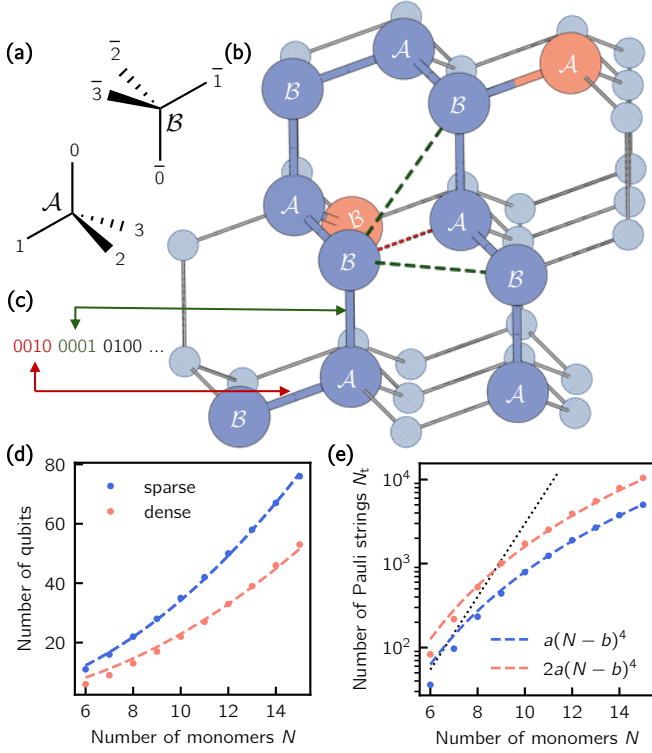 (a)
2̅
3̅
1̅
ℬ
0̅
0
𝒜
3
1
2
(b)
𝒜
𝒜
ℬ
ℬ
𝒜
ℬ
𝒜
ℬ
ℬ
𝒜
𝒜
ℬ
(c)
0010 0001 0100 ...
(d)
80
60
40
20
6 8 10 12 14
Number of monomers N
Number of qubits
sparse
dense
(e)
10⁴
10³
10²
6 8 10 12 14
Number of monomers N
Number of Pauli strings Nₜ
a(N − b)⁴
2a(N − b)⁴